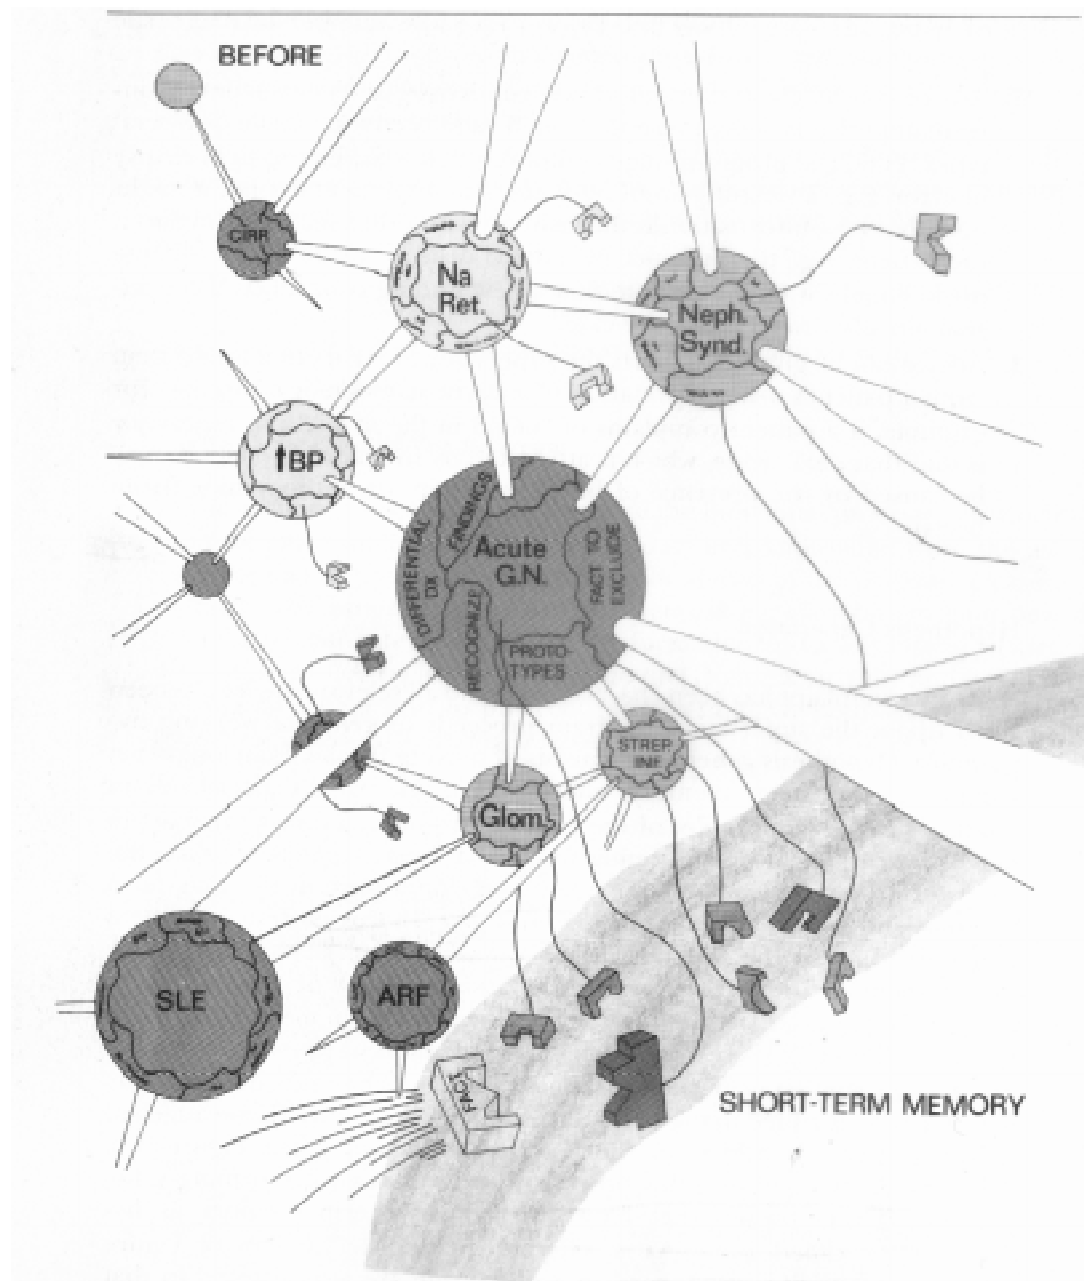 BEFORE
CIRR.
Na
Ret.
Neph.
Synd.
↑BP
DIFFERENTIAL
DX
FINDINGS
Acute
G.N.
FACT TO
EXCLUDE
RECOGNIZE
PROTO-
TYPES
STREP.
INF.
Glom.
SLE
ARF
FACT
SHORT-TERM MEMORY